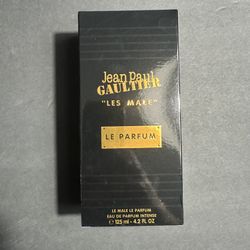 Jean Paul
GAULTIER
"LES MALE"
LE PARFUM
LE MALE LE PARFUM
EAU DE PARFUM INTENSE
℮ 125 ml - 4.2 FL OZ